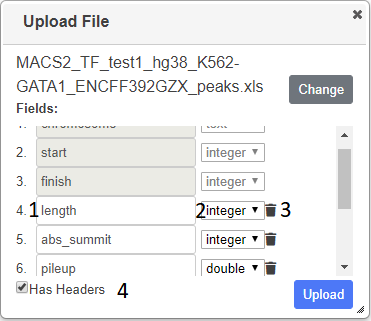 Upload File
MACS2_TF_test1_hg38_K562-
GATA1_ENCFF392GZX_peaks.xls
Change
Fields:
1. chromosome text
2. start integer
3. finish integer
4. 1 length 2 integer 3
5. abs_summit integer
6. pileup double
Has Headers 4
Upload